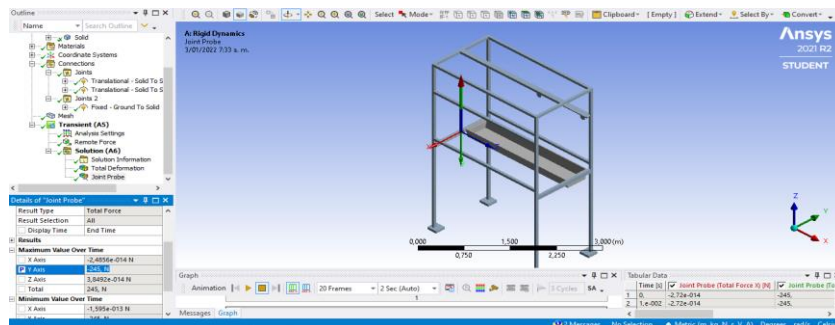 Outline
Name
Search Outline
Solid
Materials
Coordinate Systems
Connections
Joints
Translational - Solid To S
Translational - Solid To S
Joints 2
Fixed - Ground To Solid
Mesh
Transient (A5)
Analysis Settings
Remote Force
Solution (A6)
Solution Information
Total Deformation
Joint Probe
Details of "Joint Probe"
Result Type Total Force
Result Selection All
Display Time End Time
Results
Maximum Value Over Time
X Axis -2,4856e-014 N
P Y Axis -245, N
Z Axis 3,8492e-014 N
Total 245, N
Minimum Value Over Time
X Axis -1,595e-013 N
Y Axis -245, N
Select Mode
Clipboard [ Empty ] Extend Select By Convert
A: Rigid Dynamics
Joint Probe
3/01/2022 7:33 a. m.
Ansys
2021 R2
STUDENT
Z
Y
X
0,000 1,500 3,000 (m)
0,750 2,250
Graph
Animation 20 Frames 2 Sec (Auto) 3 Cycles
1
Messages Graph
Tabular Data
Time [s] Joint Probe (Total Force X) [N] Joint Probe (To
1 0, -2,72e-014 -245,
2 1,e-002 -2,72e-014 -245,
2 Messages No Selection Metric (m, kg, N, s, V, A) Degrees rad/s Celsi